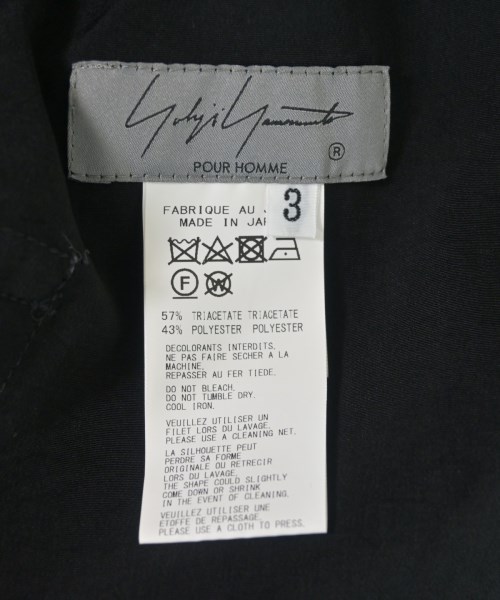 Yohji Yamamoto
®
POUR HOMME
3
FABRIQUE AU
MADE IN
F W
57% TRIACETATE TRIACETATE
43% POLYESTER POLYESTER
DECOLORANTS INTERDITS.
NE PAS FAIRE SECHER A LA
MACHINE.
REPASSER AU FER TIEDE.
DO NOT BLEACH.
DO NOT TUMBLE DRY.
COOL IRON.
VEUILLEZ UTILISER UN
FILET LORS DU LAVAGE.
PLEASE USE A CLEANING NET.
LA SILHOUETTE PEUT
PERDRE SA FORME
ORIGINALE OU RETRECIR
LORS DU LAVAGE.
THE SHAPE COULD SLIGHTLY
COME DOWN OR SHRINK
IN THE EVENT OF CLEANING.
VEUILLEZ UTILISER UNE
ETOFFE DE REPASSAGE.
PLEASE USE A CLOTH TO PRESS.